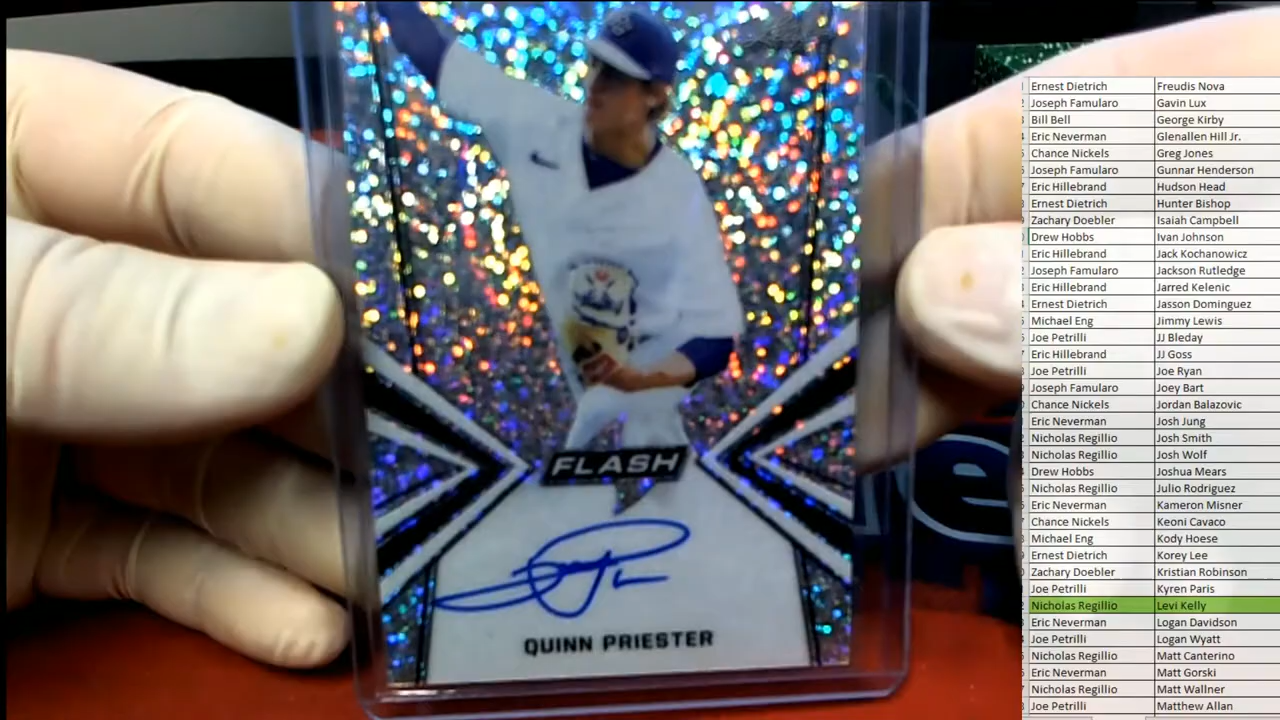 FLASH
QUINN PRIESTER
Ernest Dietrich Freudis Nova
Joseph Famularo Gavin Lux
Bill Bell George Kirby
Eric Neverman Glenallen Hill Jr.
Chance Nickels Greg Jones
Joseph Famularo Gunnar Henderson
Eric Hillebrand Hudson Head
Ernest Dietrich Hunter Bishop
Zachary Doebler Isaiah Campbell
Drew Hobbs Ivan Johnson
Eric Hillebrand Jack Kochanowicz
Joseph Famularo Jackson Rutledge
Eric Hillebrand Jarred Kelenic
Ernest Dietrich Jasson Dominguez
Michael Eng Jimmy Lewis
Joe Petrilli JJ Bleday
Eric Hillebrand JJ Goss
Joe Petrilli Joe Ryan
Joseph Famularo Joey Bart
Chance Nickels Jordan Balazovic
Eric Neverman Josh Jung
Nicholas Regillio Josh Smith
Nicholas Regillio Josh Wolf
Drew Hobbs Joshua Mears
Nicholas Regillio Julio Rodriguez
Eric Neverman Kameron Misner
Chance Nickels Keoni Cavaco
Michael Eng Kody Hoese
Ernest Dietrich Korey Lee
Zachary Doebler Kristian Robinson
Joe Petrilli Kyren Paris
Nicholas Regillio Levi Kelly
Eric Neverman Logan Davidson
Joe Petrilli Logan Wyatt
Nicholas Regillio Matt Canterino
Eric Neverman Matt Gorski
Nicholas Regillio Matt Wallner
Joe Petrilli Matthew Allan